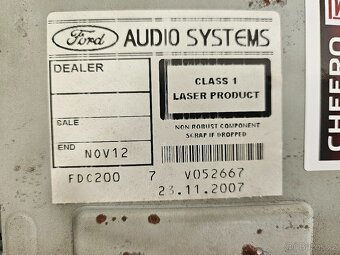 Ford AUDIO SYSTEMS
DEALER
CLASS 1
LASER PRODUCT
SALE
NON ROBUST COMPONENT
SCRAP IF DROPPED
END NOV12
FDC200 7 V052667
23.11.2007
CHEERO